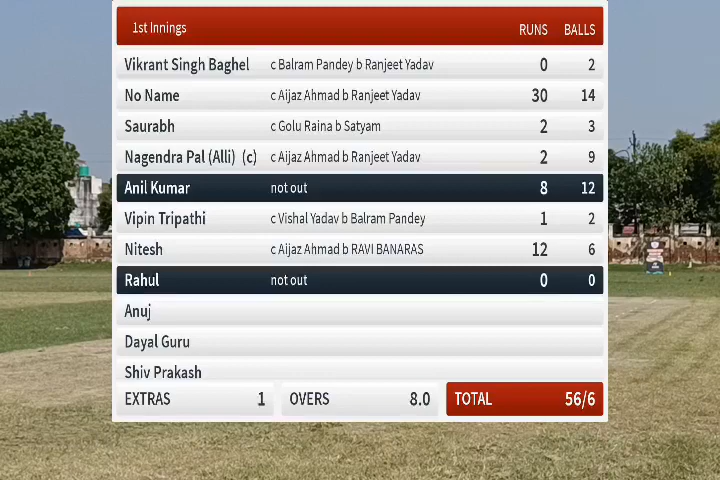 1st Innings RUNS BALLS
Vikrant Singh Baghel c Balram Pandey b Ranjeet Yadav 0 2
No Name c Aijaz Ahmad b Ranjeet Yadav 30 14
Saurabh c Golu Raina b Satyam 2 3
Nagendra Pal (Alli) (c) c Aijaz Ahmad b Ranjeet Yadav 2 9
Anil Kumar not out 8 12
Vipin Tripathi c Vishal Yadav b Balram Pandey 1 2
Nitesh c Aijaz Ahmad b RAVI BANARAS 12 6
Rahul not out 0 0
Anuj
Dayal Guru
Shiv Prakash
EXTRAS 1 OVERS 8.0 TOTAL 56/6